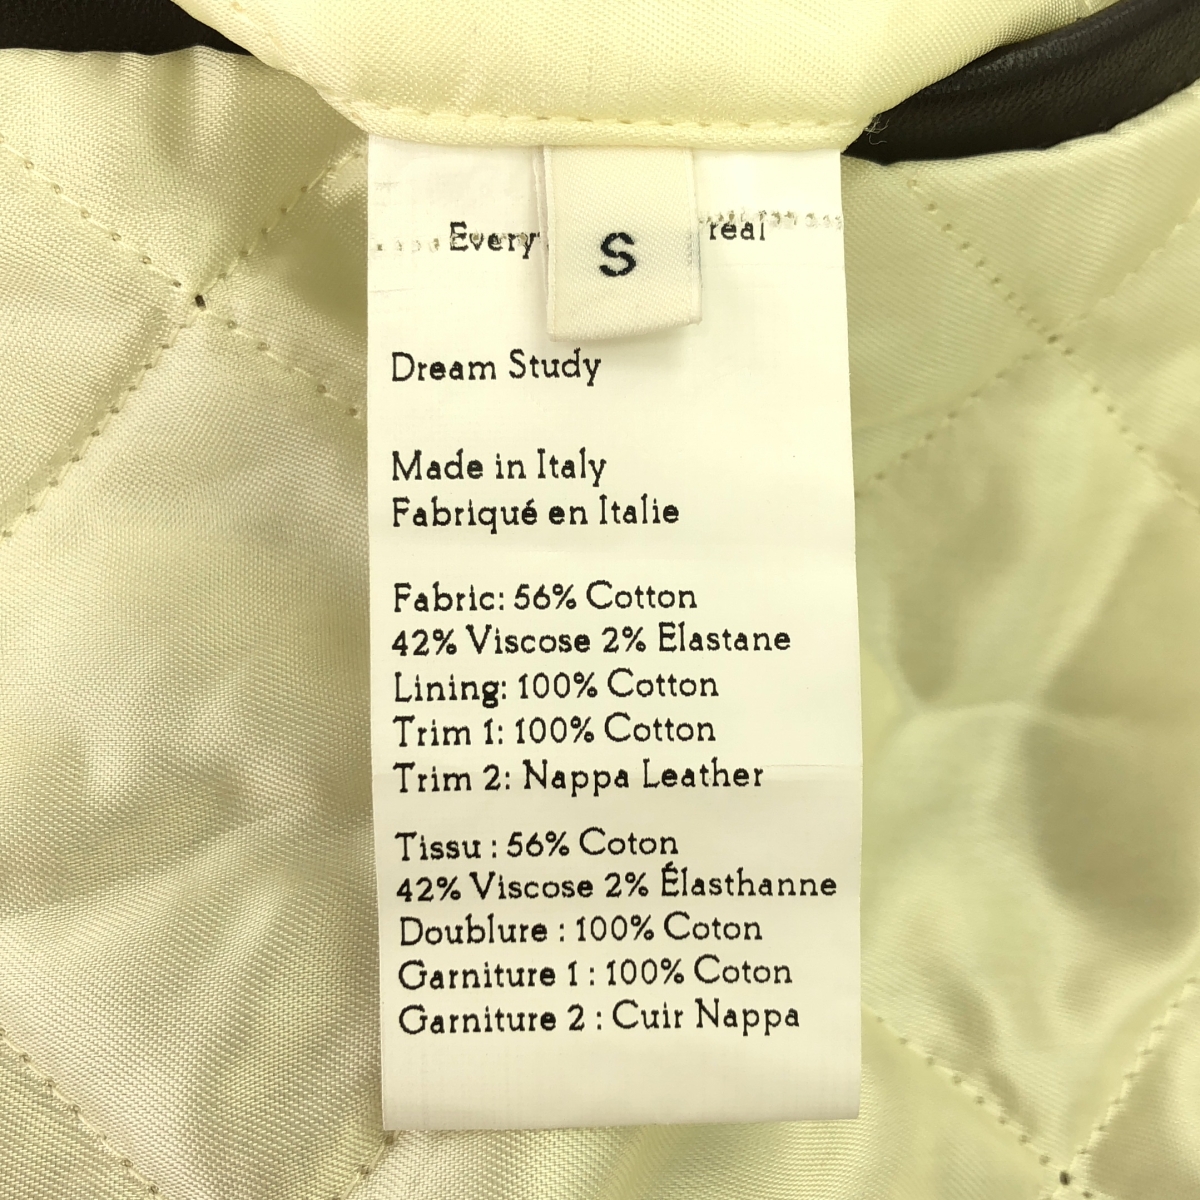 Every
S
real
Dream Study
Made in Italy
Fabriqué en Italie
Fabric: 56% Cotton
42% Viscose 2% Elastane
Lining: 100% Cotton
Trim 1: 100% Cotton
Trim 2: Nappa Leather
Tissu : 56% Coton
42% Viscose 2% Élasthanne
Doublure : 100% Coton
Garniture 1 : 100% Coton
Garniture 2 : Cuir Nappa